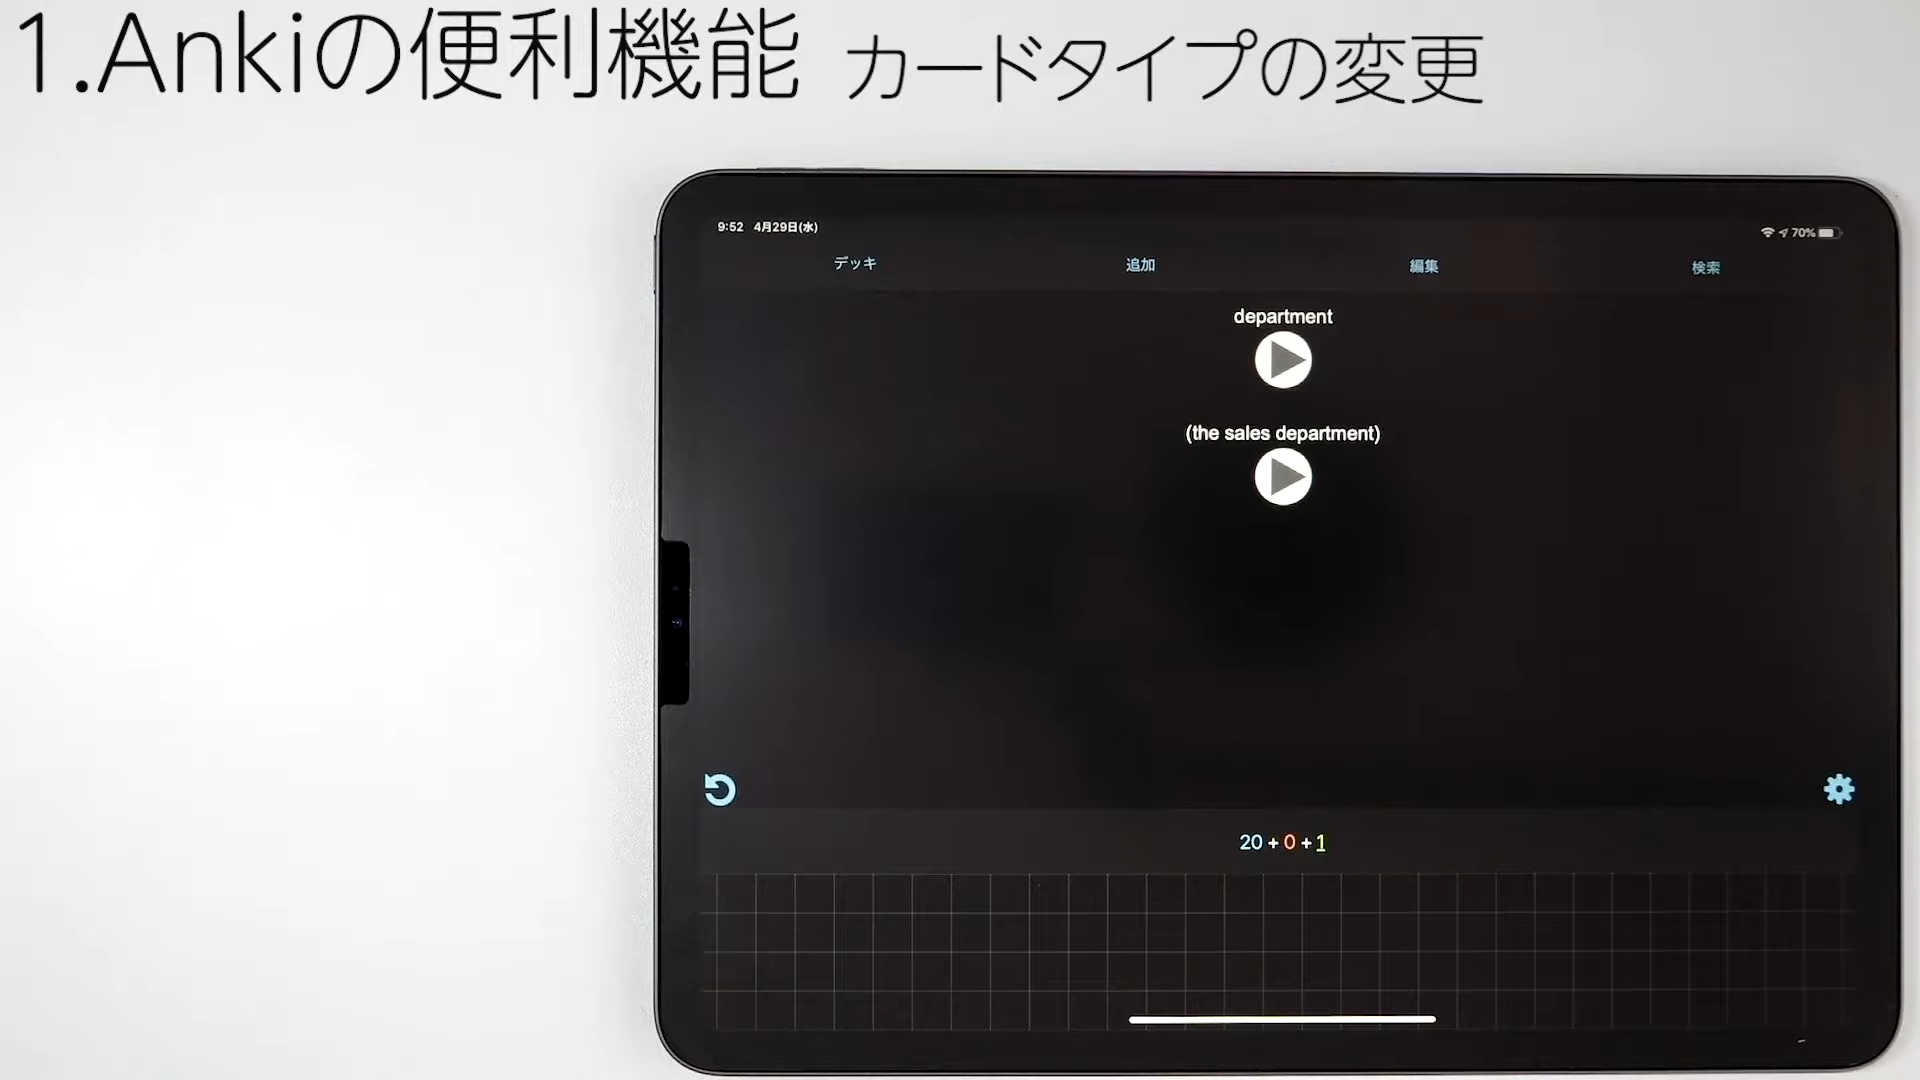 1.Ankiの便利機能 カードタイプの変更
9:52 4月29日(水) 70%
デッキ 追加 編集 検索
department
(the sales department)
20 + 0 + 1